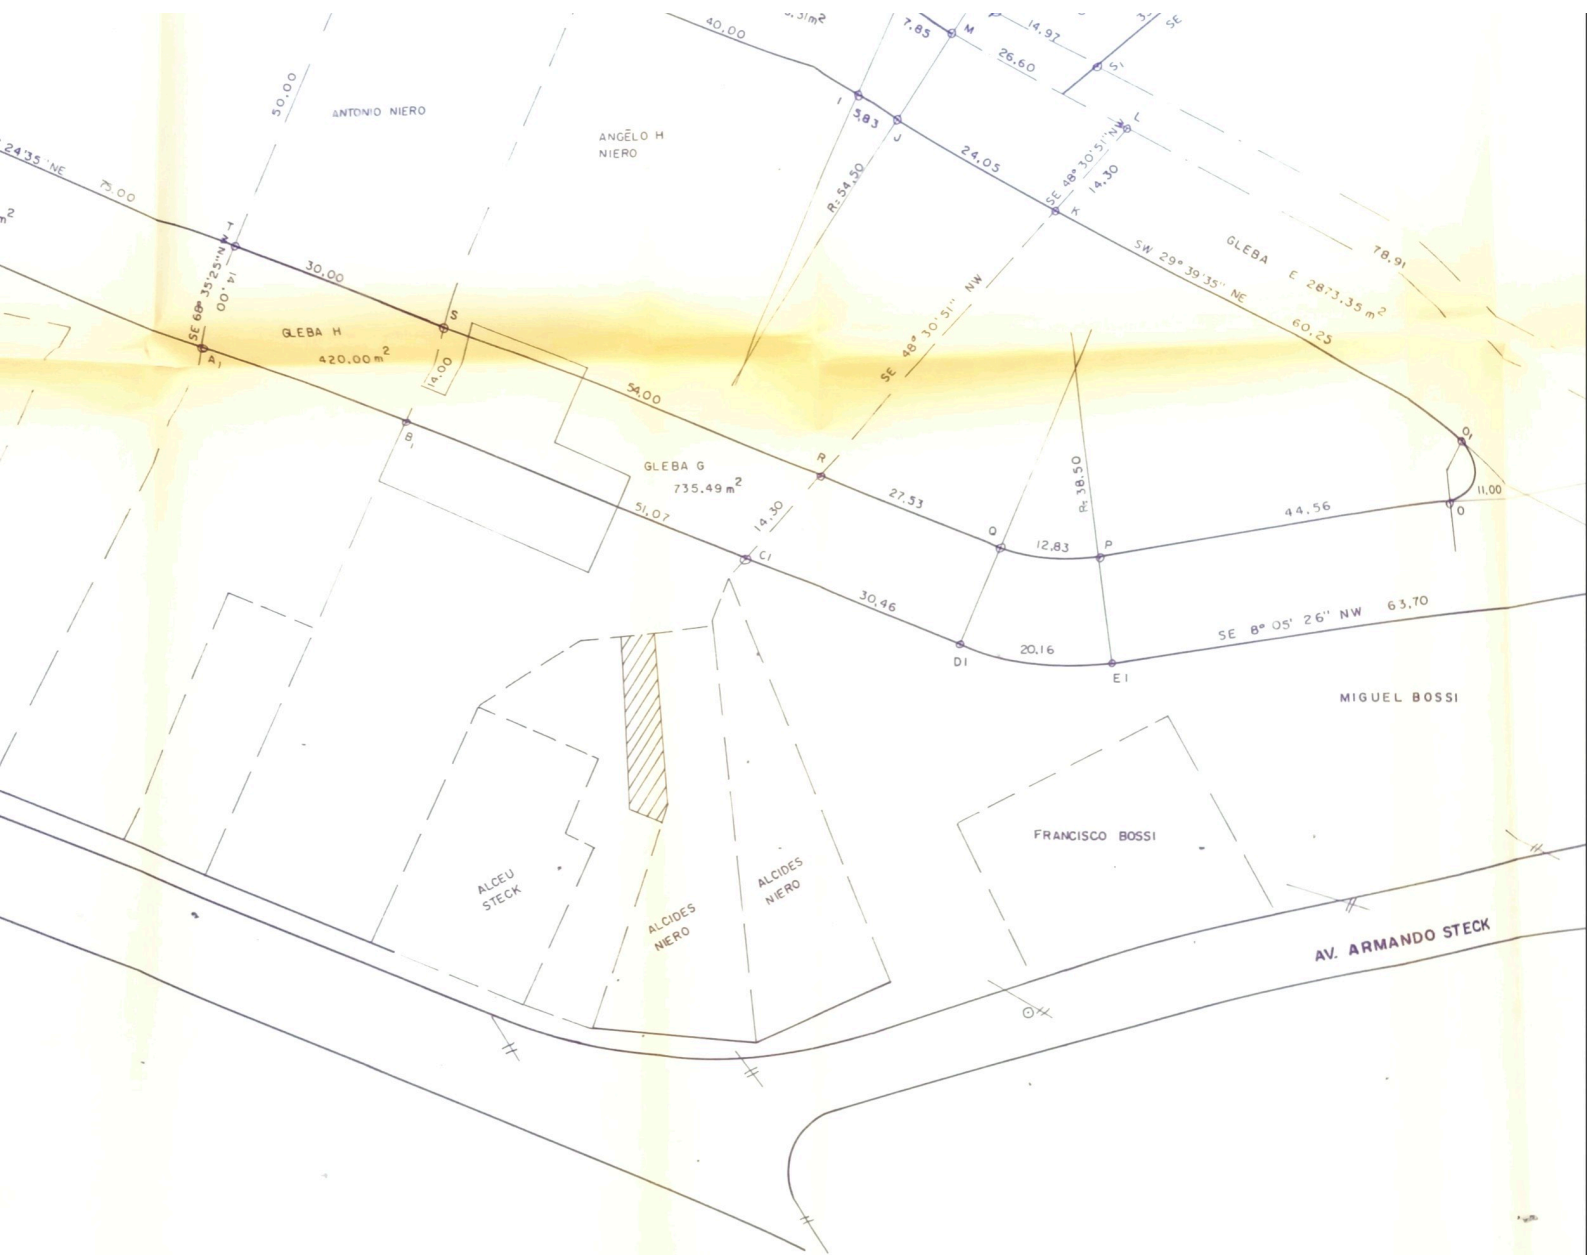 40,00
7,85
M
14,97
SE
26,60
S1
50,00
ANTONIO NIERO
ANGÉLO H
NIERO
I
5,83
J
L
24,05
SE 48° 30'51" NW
14.30
R=54,50
K
24'35" NE
75.00
m²
T
SE 68° 35'25" NW
14,00
30,00
GLEBA E 2873,35 m²
78,91
SW 29° 39'35" NE
60,25
SE 48° 30'51" NW
S
GLEBA H
420.00 m²
A1
14.00
54,00
B1
GLEBA G
735.49 m²
R
51,07
14.30
C1
27.53
R= 38.50
O1
11,00
O
44,56
Q
12,83
P
30,46
D1
20,16
E1
SE 8° 05' 26" NW 63,70
MIGUEL BOSSI
FRANCISCO BOSSI
ALCEU
STECK
ALCIDES
NIERO
ALCIDES
NIERO
AV. ARMANDO STECK